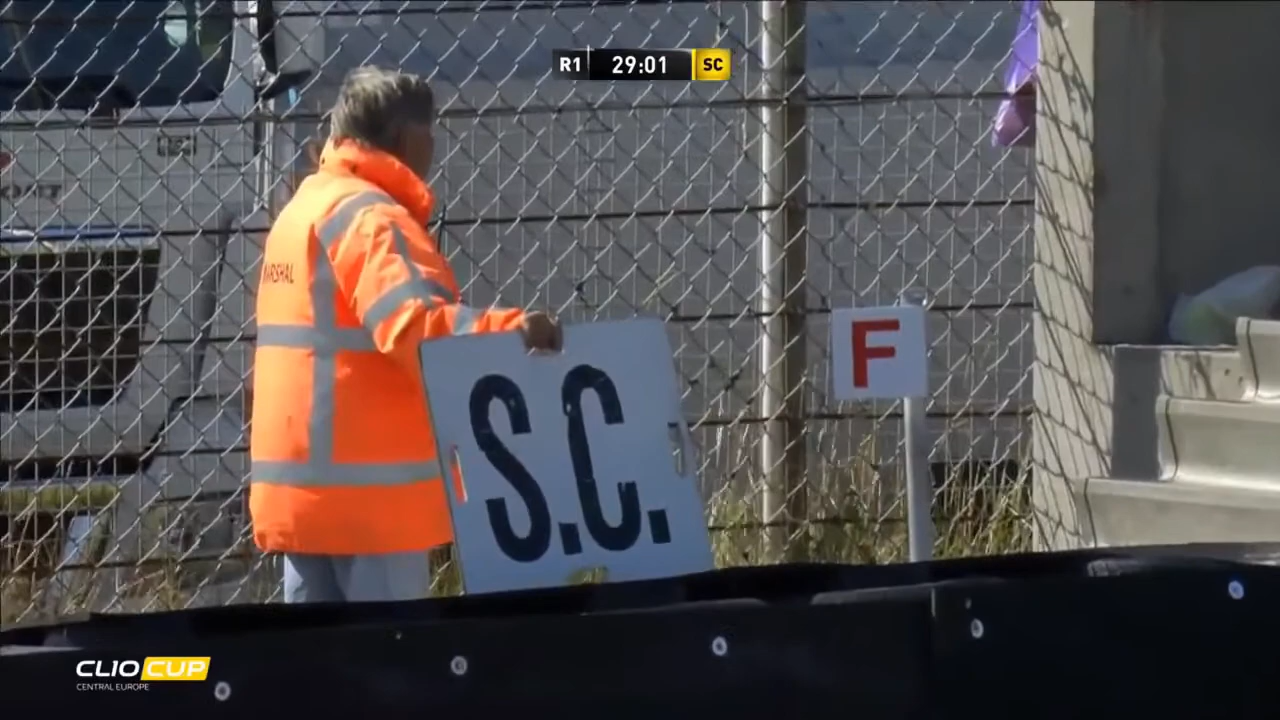 R1 29:01 SC
MARSHAL
S.C.
F
CLIO CUP
CENTRAL EUROPE